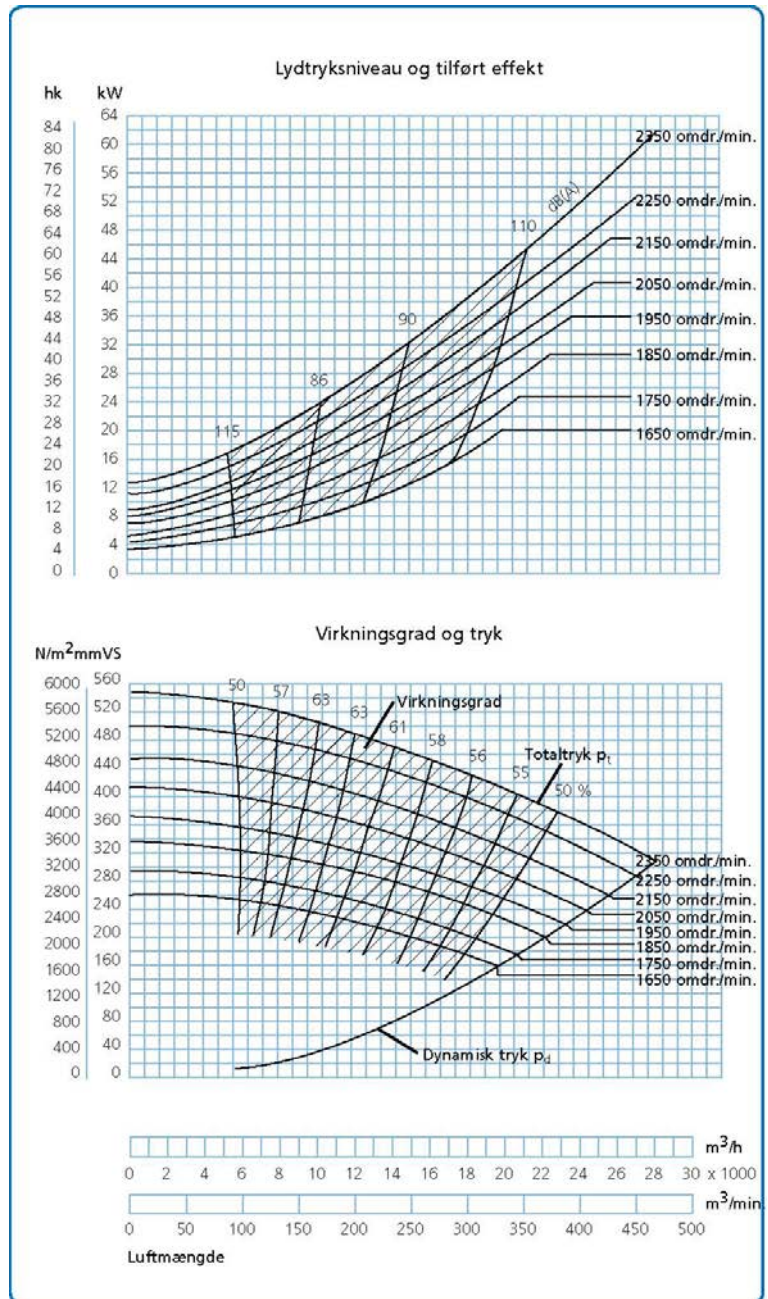 Lydtryksniveau og tilført effekt
hk kW
84 64
80 60
76 56
72 52
68 48
64 44
60 40
56 36
52 32
48 28
44 24
40 20
36 16
32 12
28 8
24 4
20 0
16
12
8
4
0
115
86
90
110
dB(A)
2350 omdr./min.
2250 omdr./min.
2150 omdr./min.
2050 omdr./min.
1950 omdr./min.
1850 omdr./min.
1750 omdr./min.
1650 omdr./min.
Virkningsgrad og tryk
N/m² mmVS
6000 560
5600 520
5200 480
4800 440
4400 400
4000 360
3600 320
3200 280
2800 240
2400 200
2000 160
1600 120
1200 80
800 40
400 0
0
50 57 63 63 61 58 56 55 50 %
Virkningsgrad
Totaltryk pt
2350 omdr./min.
2250 omdr./min.
2150 omdr./min.
2050 omdr./min.
1950 omdr./min.
1850 omdr./min.
1750 omdr./min.
1650 omdr./min.
Dynamisk tryk pd
m³/h
0 2 4 6 8 10 12 14 16 18 20 22 24 26 28 30 x 1000
m³/min.
0 50 100 150 200 250 300 350 400 450 500
Luftmængde